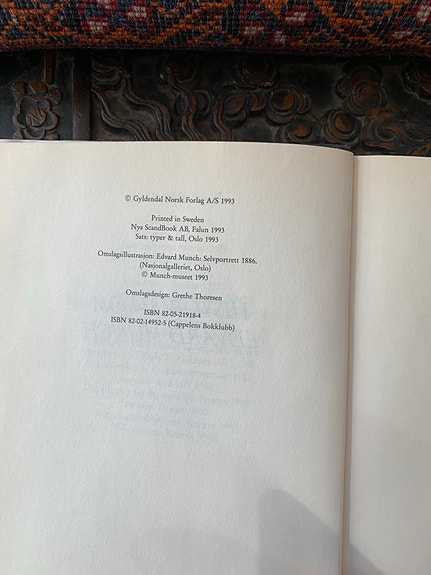 © Gyldendal Norsk Forlag A/S 1993
Printed in Sweden
Nya ScandBook AB, Falun 1993
Sats: typer & tall, Oslo 1993
Omslagsillustrasjon: Edvard Munch: Selvportrett 1886.
(Nasjonalgalleriet, Oslo)
© Munch-museet 1993
Omslagsdesign: Grethe Thoresen
ISBN 82-05-21918-4
ISBN 82-02-14952-5 (Cappelens Bokklubb)